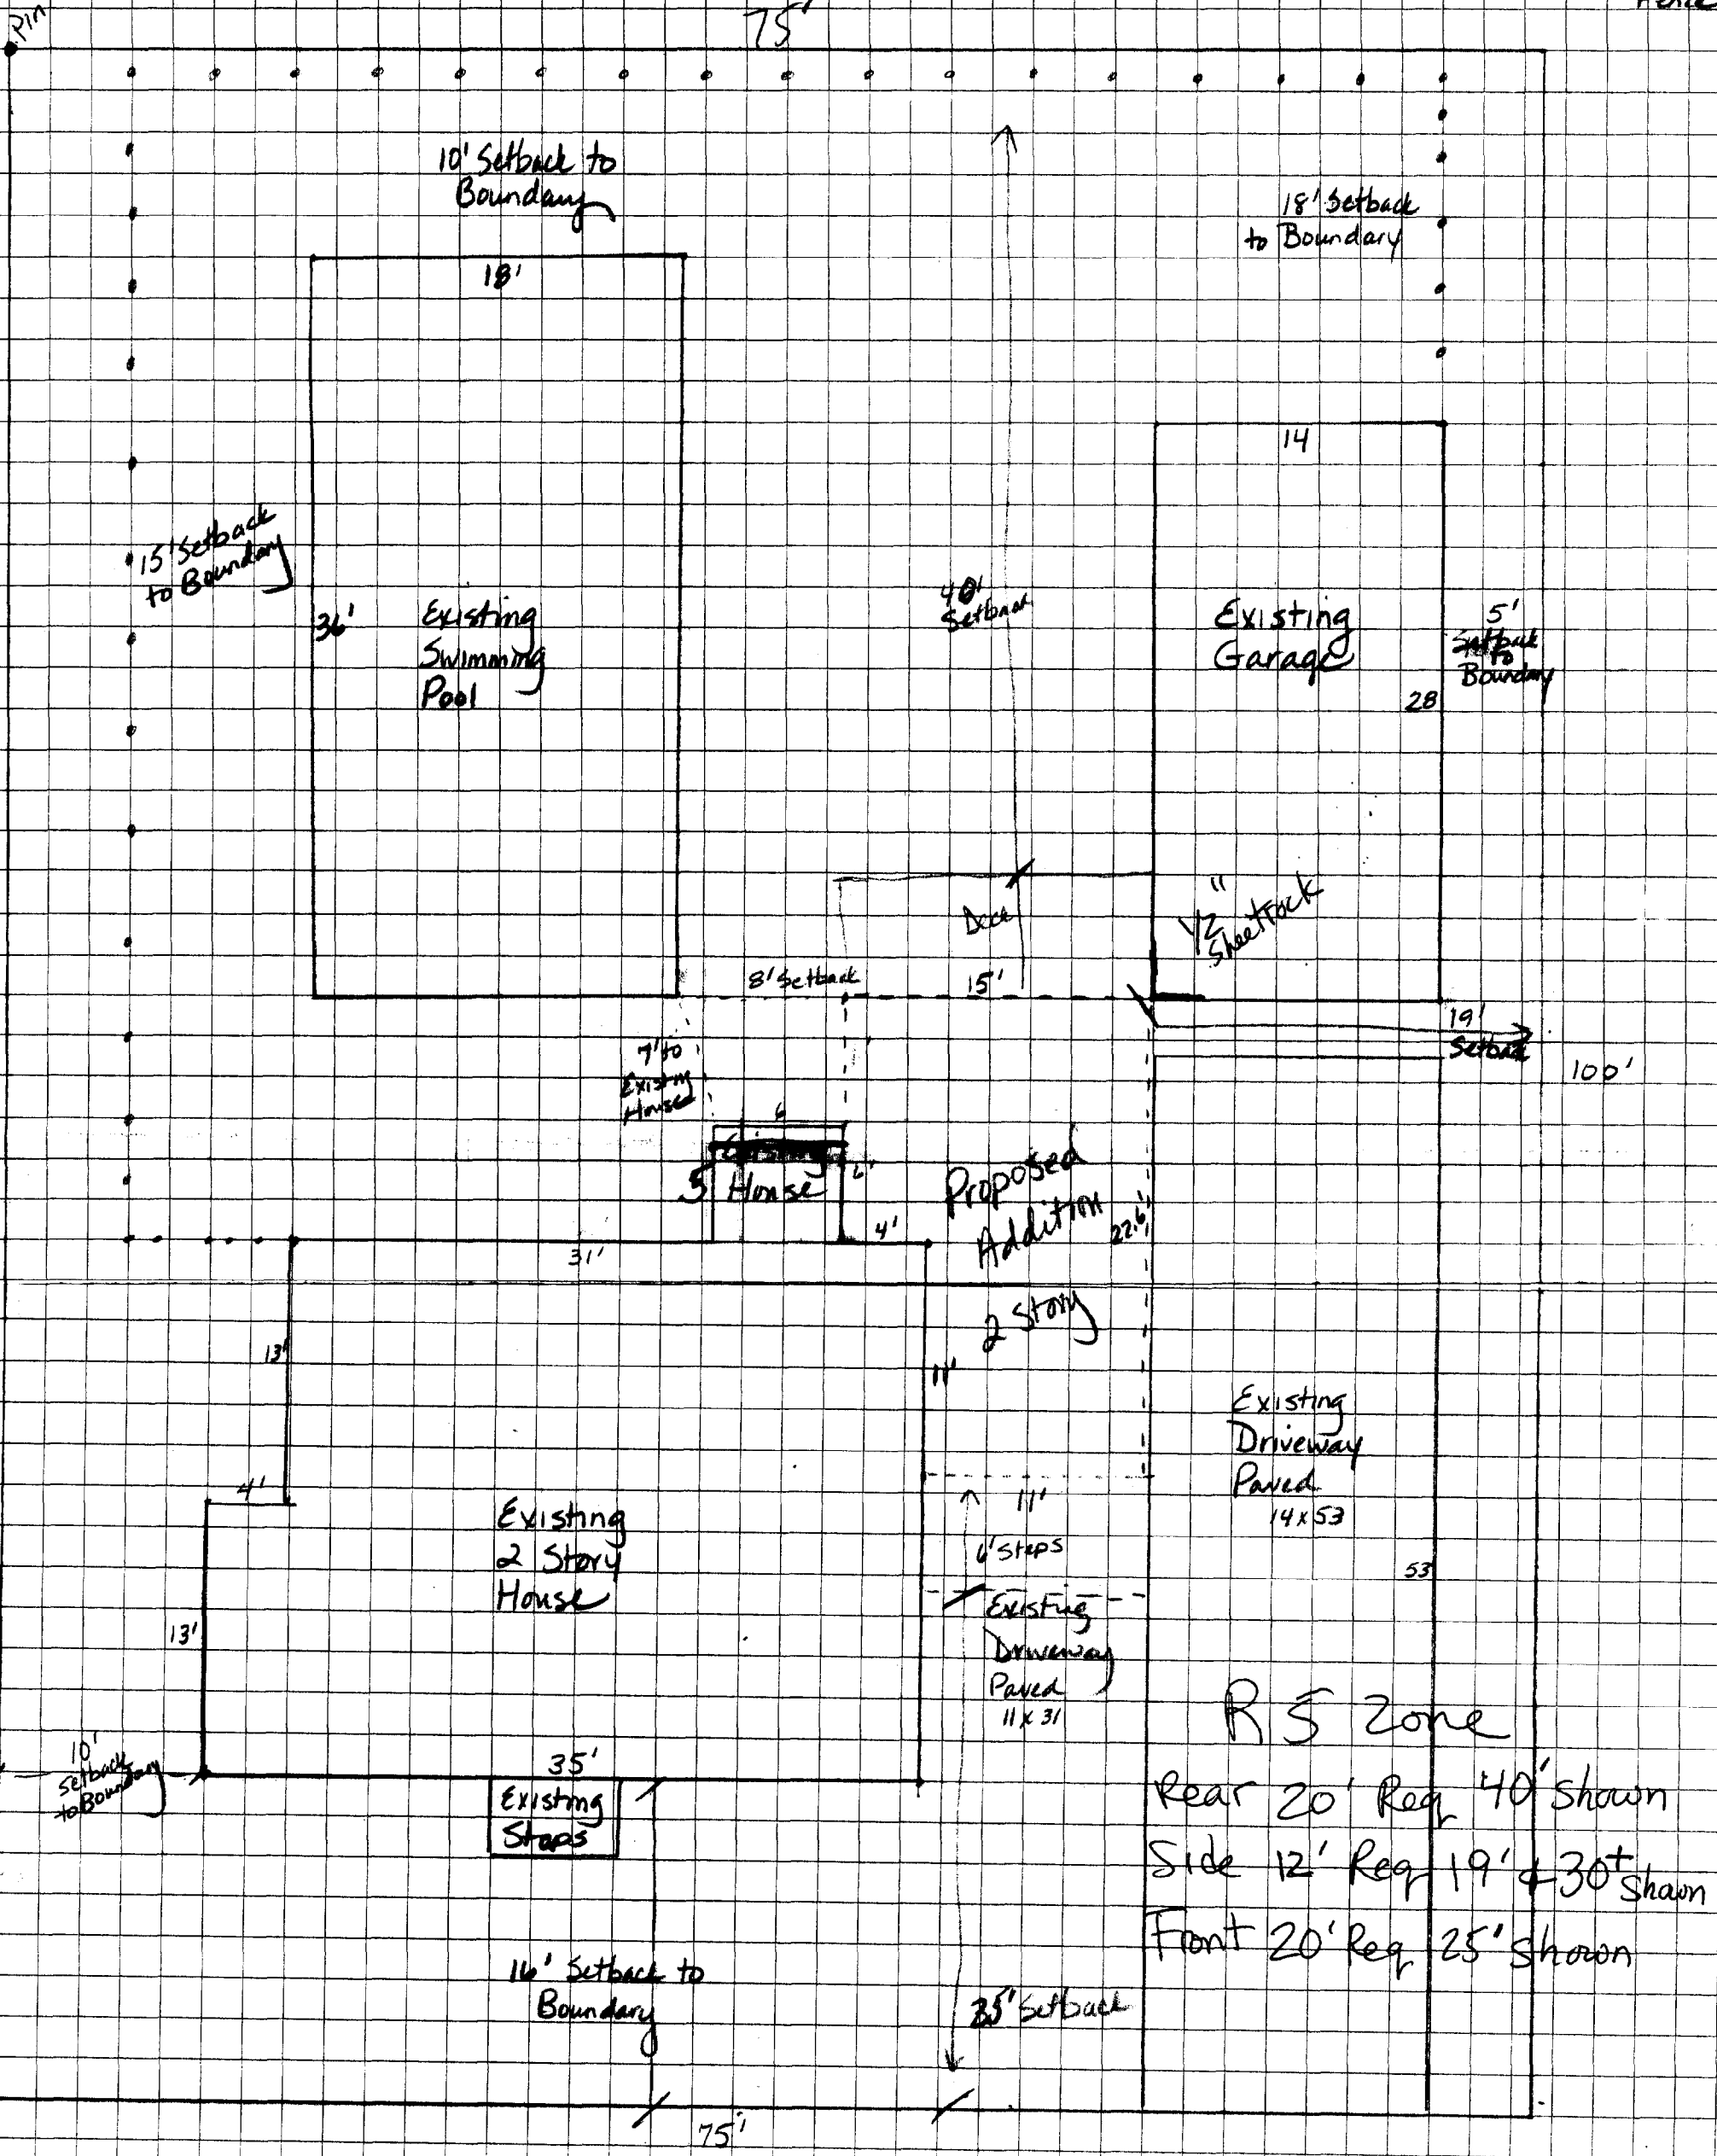 Pin
75'
Fence
10' Setback to
Boundary
18' Setback
to Boundary
18'
14
15' Setback
to Boundary
36'
Existing
Swimming
Pool
40'
Setback
Existing
Garage
28
5'
Setback
to
Boundary
Deck
1/2"
Sheetrock
8' Setback
15'
19'
Setback
100'
7' to
Existing
House
6
Existing
House
5
6'
4'
Proposed
Addition
22.6'
2 Story
31'
13'
11'
4'
Existing
2 Story
House
11'
6' Steps
Existing
Driveway
Paved
14 x 53
53
Existing
Driveway
Paved
11 x 31
13'
10'
setback
to Boundary
35'
Existing
Steps
R 5 Zone
Rear 20' Req 40' Shown
Side 12' Req 19' & 30+ Shown
Front 20' Req 25' Shown
16' Setback to
Boundary
25' Setback
75'